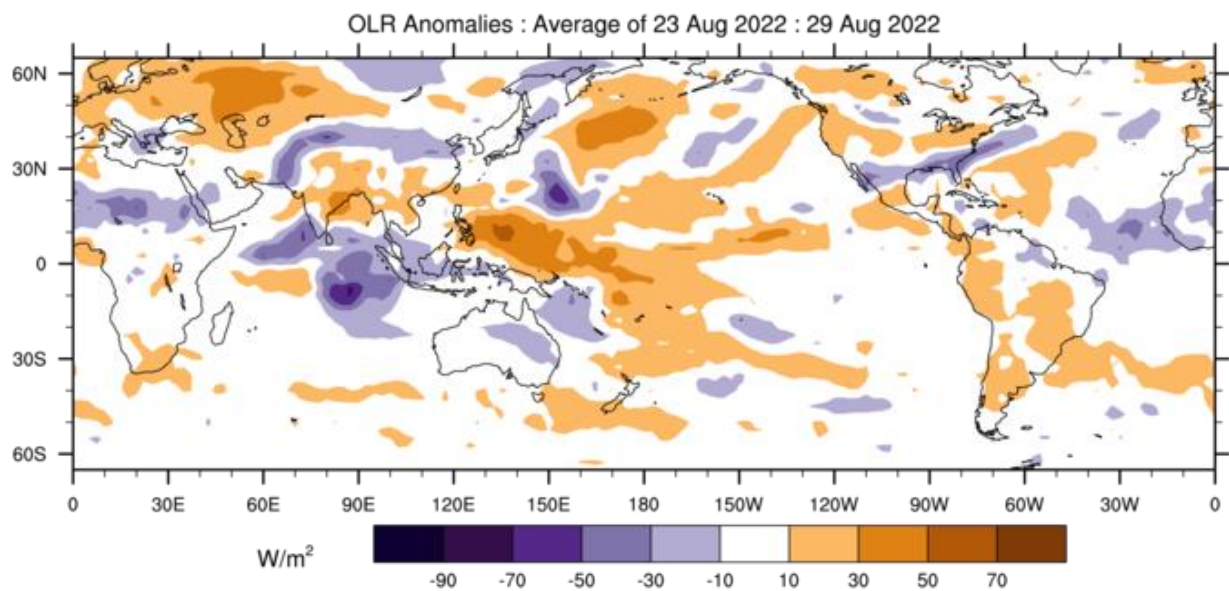 OLR Anomalies : Average of 23 Aug 2022 : 29 Aug 2022
60N
30N
0
30S
60S
0 30E 60E 90E 120E 150E 180 150W 120W 90W 60W 30W 0
W/m²
-90 -70 -50 -30 -10 10 30 50 70